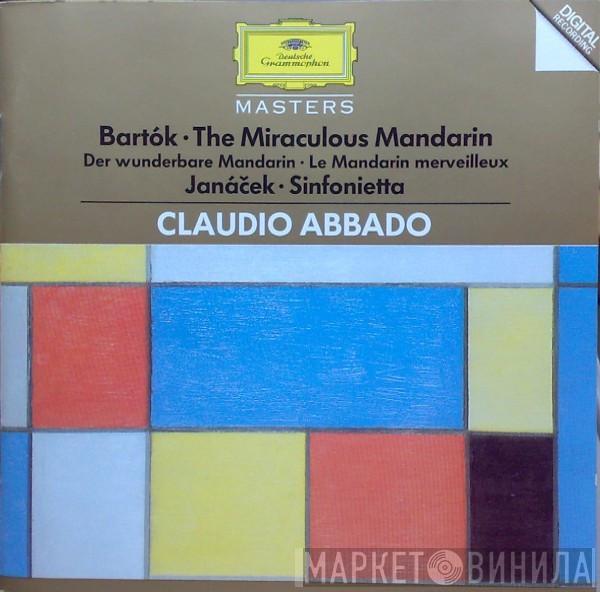 DIGITAL
RECORDING
Deutsche
Grammophon
MASTERS
Bartók · The Miraculous Mandarin
Der wunderbare Mandarin · Le Mandarin merveilleux
Janáček · Sinfonietta
CLAUDIO ABBADO
МАРКЕТ ВИНИЛА